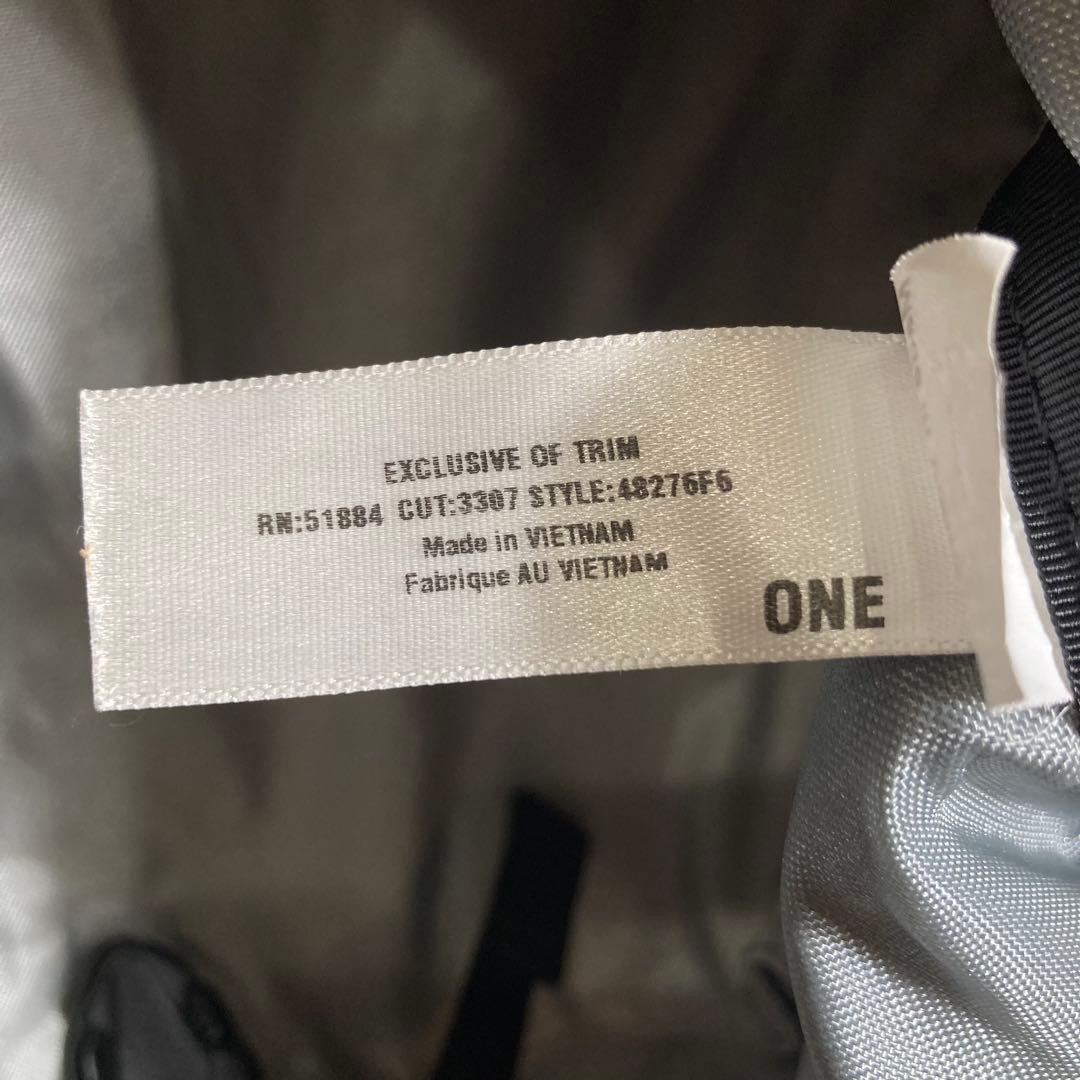 EXCLUSIVE OF TRIM
RN:51884 CUT:3307 STYLE:48276F6
Made in VIETNAM
Fabrique AU VIETNAM
ONE